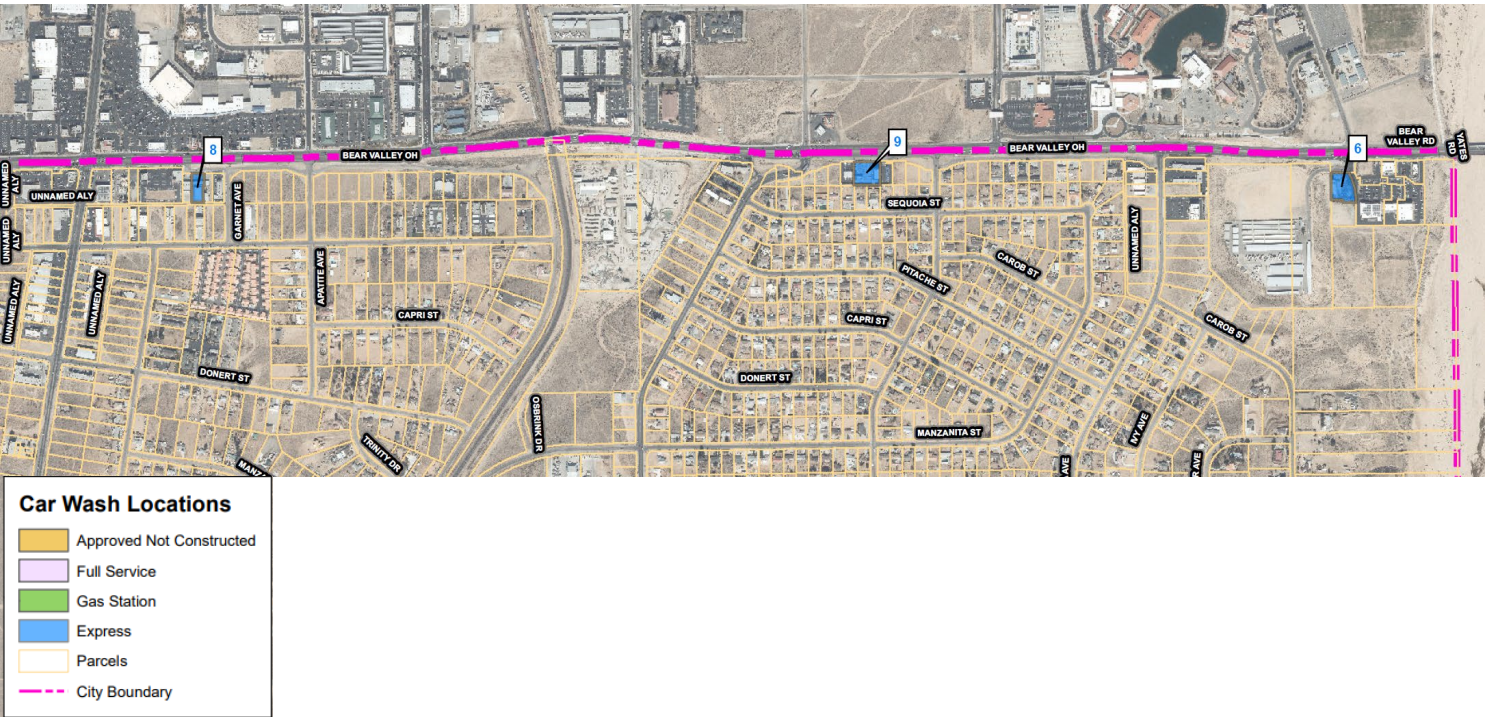 8
9
6
BEAR
VALLEY RD
YATES
RD
BEAR VALLEY OH
BEAR VALLEY OH
UNNAMED
ALY
UNNAMED ALY
GARNET AVE
SEQUOIA ST
UNNAMED
ALY
UNNAMED ALY
UNNAMED ALY
UNNAMED ALY
APATITE AVE
CAROB ST
PITACHE ST
CAPRI ST
CAPRI ST
CAROB ST
DONERT ST
DONERT ST
OSBRINK DR
TRINITY DR
MANZANITA ST
IVY AVE
MANZ
AVE
R AVE
Car Wash Locations
Approved Not Constructed
Full Service
Gas Station
Express
Parcels
City Boundary